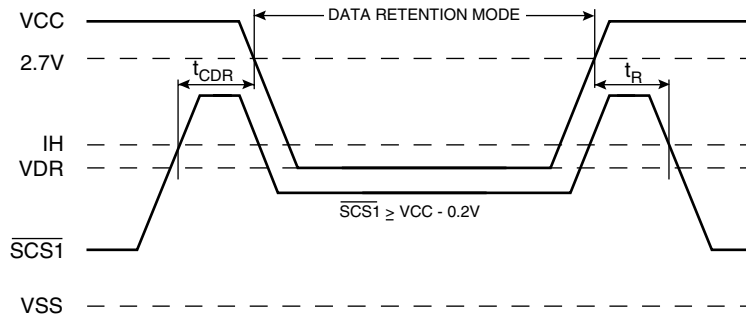 VCC
DATA RETENTION MODE
2.7V
tCDR
tR
IH
VDR
SCS1 ≥ VCC - 0.2V
SCS1
VSS